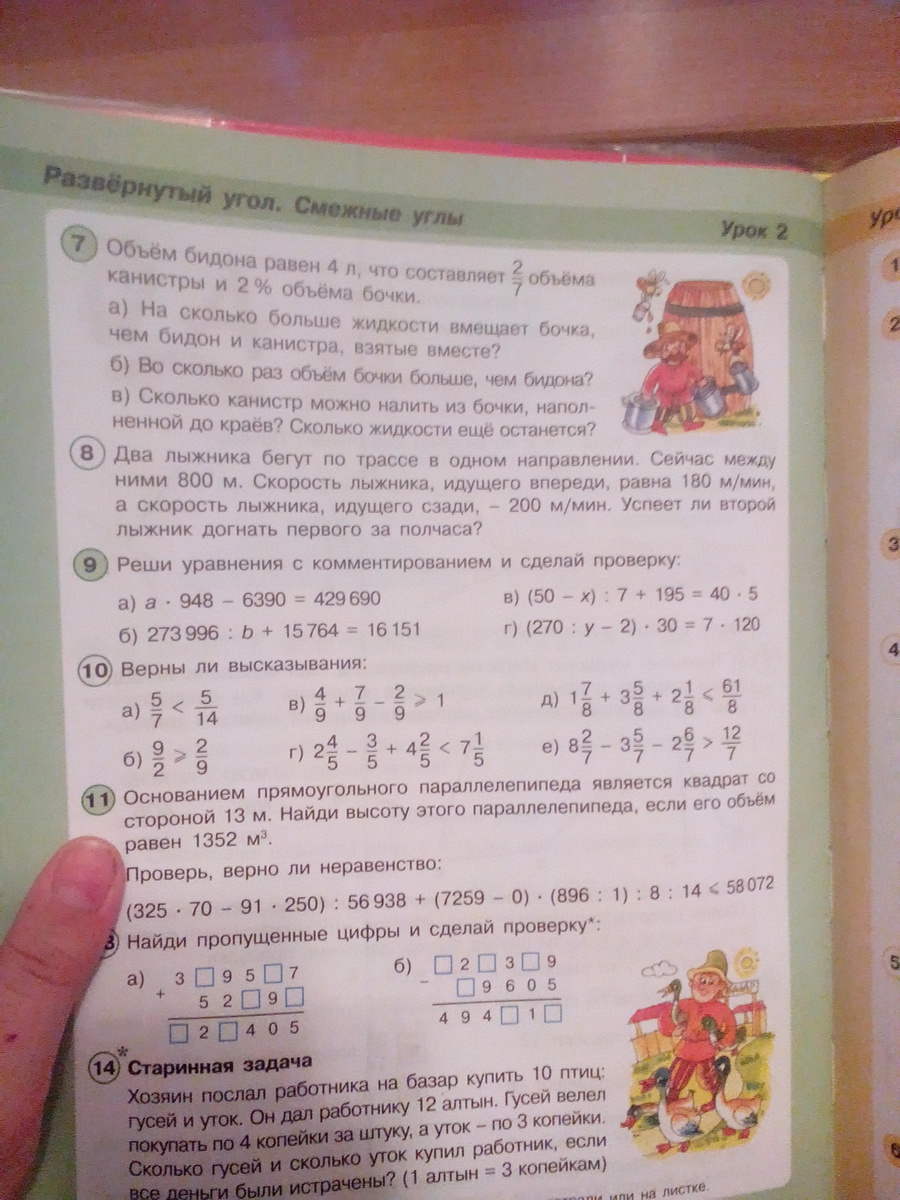 Развёрнутый угол. Смежные углы
Урок 2
7 Объём бидона равен 4 л, что составляет 2/7 объёма
канистры и 2 % объёма бочки.
а) На сколько больше жидкости вмещает бочка,
чем бидон и канистра, взятые вместе?
б) Во сколько раз объём бочки больше, чем бидона?
в) Сколько канистр можно налить из бочки, напол-
ненной до краёв? Сколько жидкости ещё останется?
8 Два лыжника бегут по трассе в одном направлении. Сейчас между
ними 800 м. Скорость лыжника, идущего впереди, равна 180 м/мин,
а скорость лыжника, идущего сзади, – 200 м/мин. Успеет ли второй
лыжник догнать первого за полчаса?
9 Реши уравнения с комментированием и сделай проверку:
а) a · 948 – 6390 = 429 690
в) (50 – x) : 7 + 195 = 40 · 5
б) 273 996 : b + 15 764 = 16 151
г) (270 : y – 2) · 30 = 7 · 120
10 Верны ли высказывания:
а) 5/7 < 5/14
в) 4/9 + 7/9 – 2/9 ⩾ 1
д) 1 7/8 + 3 5/8 + 2 1/8 ⩽ 61/8
б) 9/2 ⩾ 2/9
г) 2 4/5 – 3/5 + 4 2/5 < 7 1/5
е) 8 2/7 – 3 5/7 – 2 6/7 > 12/7
11 Основанием прямоугольного параллелепипеда является квадрат со
стороной 13 м. Найди высоту этого параллелепипеда, если его объём
равен 1352 м³.
Проверь, верно ли неравенство:
(325 · 70 – 91 · 250) : 56 938 + (7259 – 0) · (896 : 1) : 8 : 14 ⩽ 58 072
3 Найди пропущенные цифры и сделай проверку*:
а) 3 □ 9 5 □ 7
+ 5 2 □ 9 □
□ 2 □ 4 0 5
б) □ 2 □ 3 □ 9
– □ 9 6 0 5
4 9 4 □ 1 □
14* Старинная задача
Хозяин послал работника на базар купить 10 птиц:
гусей и уток. Он дал работнику 12 алтын. Гусей велел
покупать по 4 копейки за штуку, а уток – по 3 копейки.
Сколько гусей и сколько уток купил работник, если
все деньги были истрачены? (1 алтын = 3 копейкам)
или на листке.
Уро
1
2
3
4
5
6